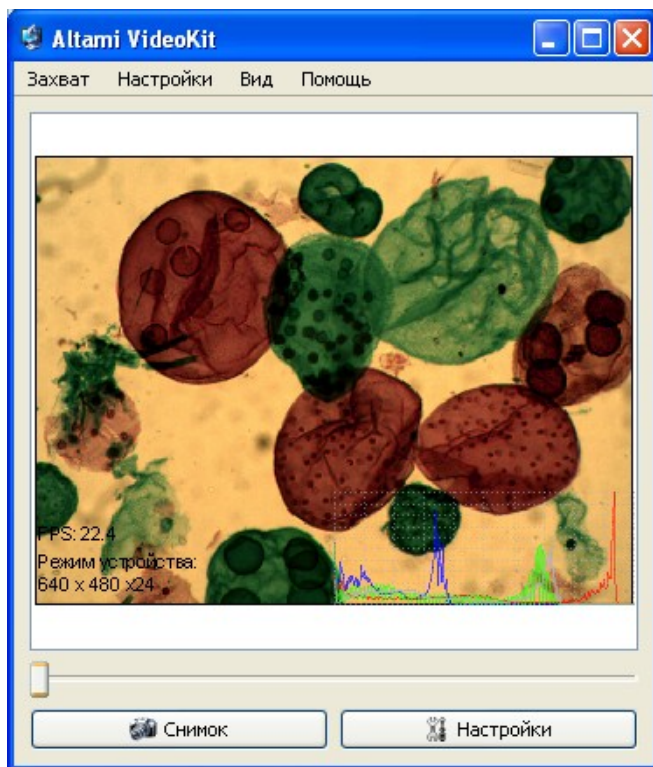 Altami VideoKit
Захват Настройки Вид Помощь
FPS: 22.4
Режим устройства:
640 x 480 x24
Снимок Настройки